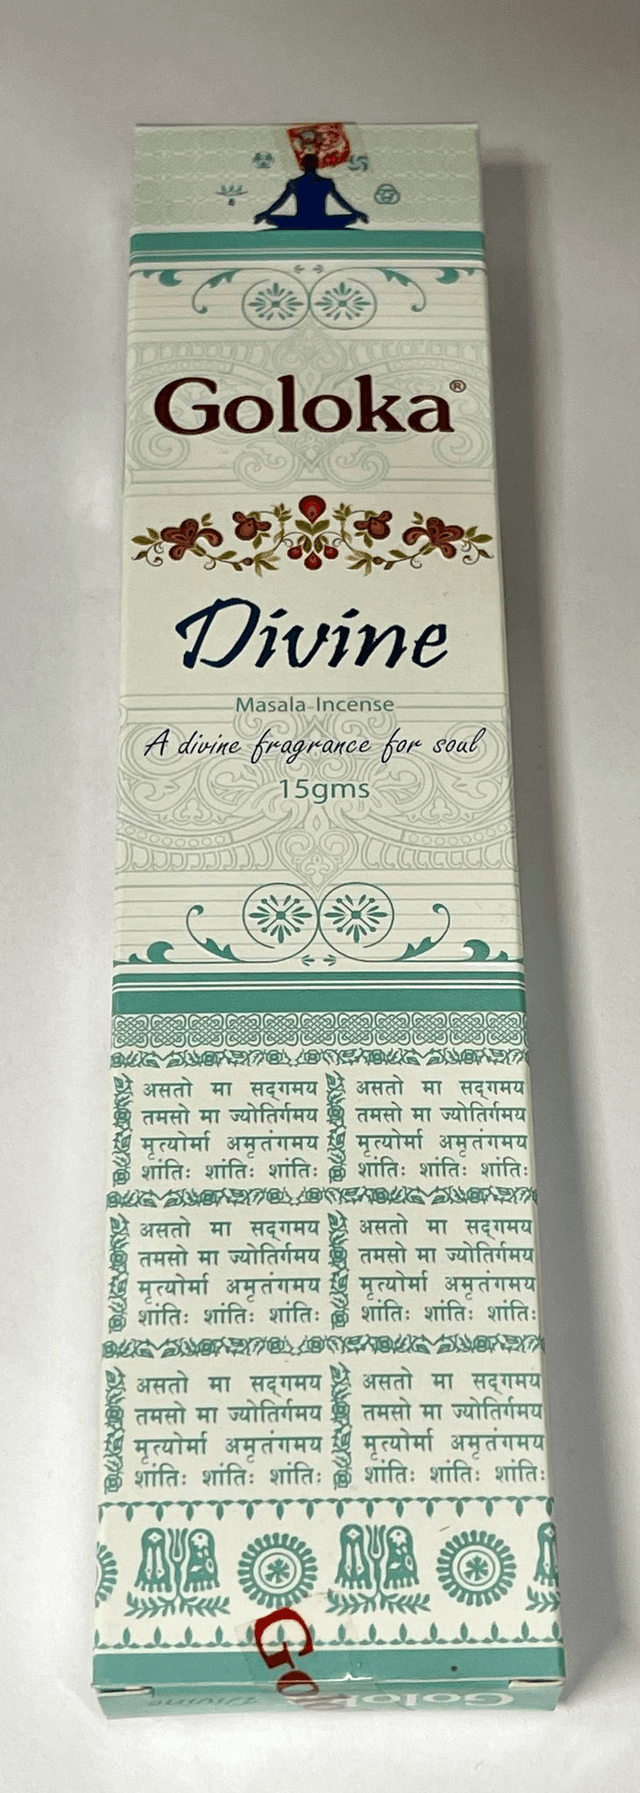 Goloka®
Divine
Masala Incense
A divine fragrance for soul
15gms
असतो मा सद्गमय
तमसो मा ज्योतिर्गमय
मृत्योर्मा अमृतंगमय
शांतिः शांतिः शांतिः
असतो मा सद्गमय
तमसो मा ज्योतिर्गमय
मृत्योर्मा अमृतंगमय
शांतिः शांतिः शांतिः
असतो मा सद्गमय
तमसो मा ज्योतिर्गमय
मृत्योर्मा अमृतंगमय
शांतिः शांतिः शांतिः
असतो मा सद्गमय
तमसो मा ज्योतिर्गमय
मृत्योर्मा अमृतंगमय
शांतिः शांतिः शांतिः
असतो मा सद्गमय
तमसो मा ज्योतिर्गमय
मृत्योर्मा अमृतंगमय
शांतिः शांतिः शांतिः
असतो मा सद्गमय
तमसो मा ज्योतिर्गमय
मृत्योर्मा अमृतंगमय
शांतिः शांतिः शांतिः
Divine